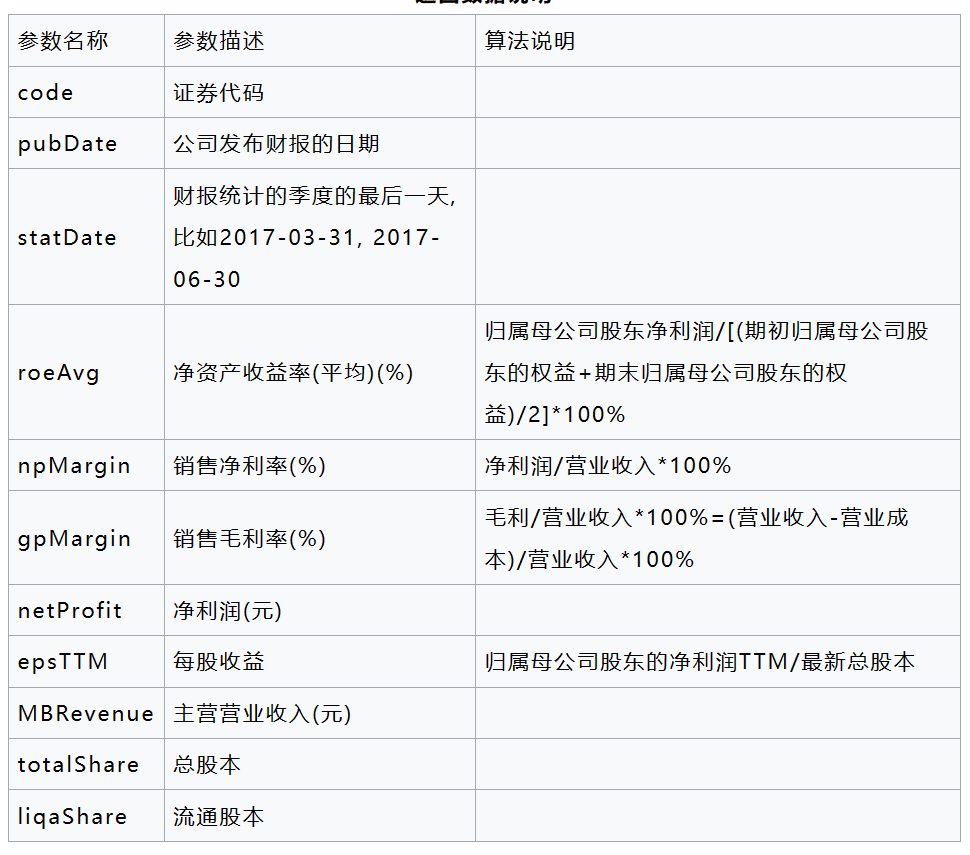 返回数据说明
参数名称 参数描述 算法说明
code 证券代码
pubDate 公司发布财报的日期
statDate
财报统计的季度的最后一天,
比如2017-03-31, 2017-
06-30
roeAvg
净资产收益率(平均)(%)
归属母公司股东净利润/[(期初归属母公司股
东的权益+期末归属母公司股东的权
益)/2]*100%
npMargin 销售净利率(%) 净利润/营业收入*100%
gpMargin
销售毛利率(%)
毛利/营业收入*100%=(营业收入-营业成
本)/营业收入*100%
netProfit 净利润(元)
epsTTM 每股收益 归属母公司股东的净利润TTM/最新总股本
MBRevenue 主营营业收入(元)
totalShare 总股本
liqaShare 流通股本